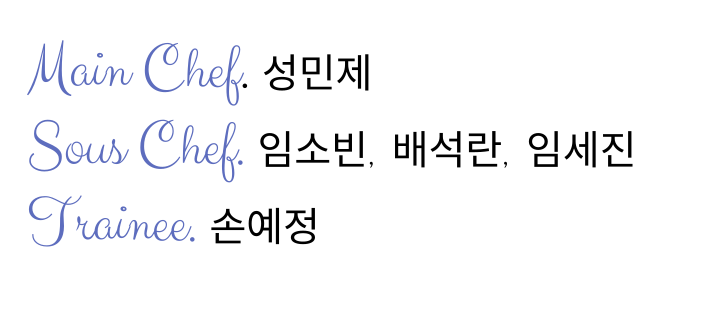 Main Chef. 성민제
Sous Chef. 임소빈, 배석란, 임세진
Trainee. 손예정